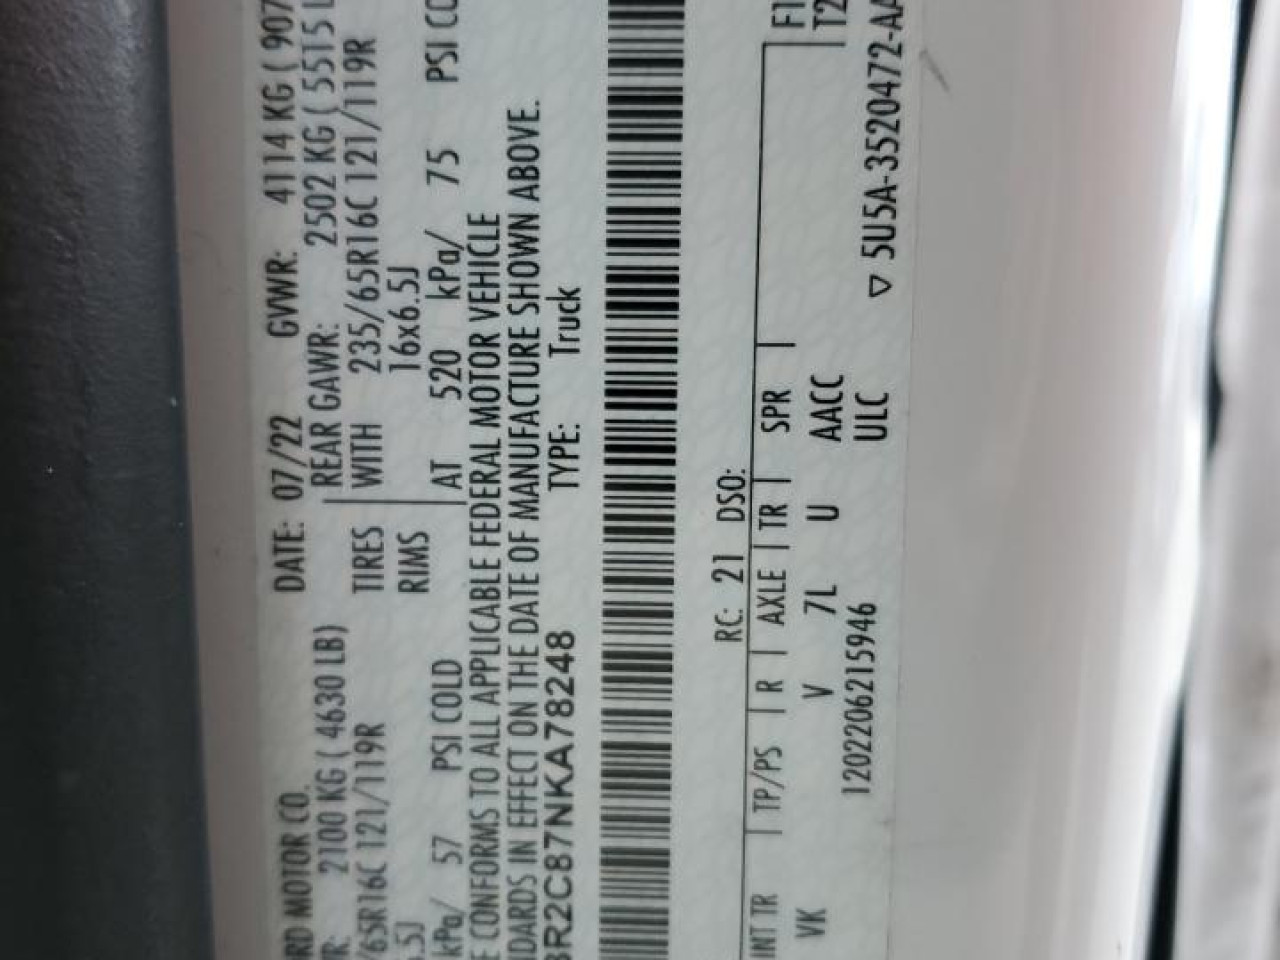 RD MOTOR CO. DATE: 07/22 GVWR: 4114 KG ( 907
R: 2100 KG ( 4630 LB) REAR GAWR: 2502 KG ( 5515 L
/65R16C 121/119R TIRES WITH 235/65R16C 121/119R
.5J RIMS 16x6.5J
kPa/ 57 PSI COLD AT 520 kPa/ 75 PSI CO
E CONFORMS TO ALL APPLICABLE FEDERAL MOTOR VEHICLE
NDARDS IN EFFECT ON THE DATE OF MANUFACTURE SHOWN ABOVE.
R2C87NKA78248 TYPE: Truck
RC: 21 DSO:
INT TR TP/PS R AXLE TR SPR F1
VK V 7L U AACC T2
1202206215946 ULC ▽ 5U5A-3520472-AA